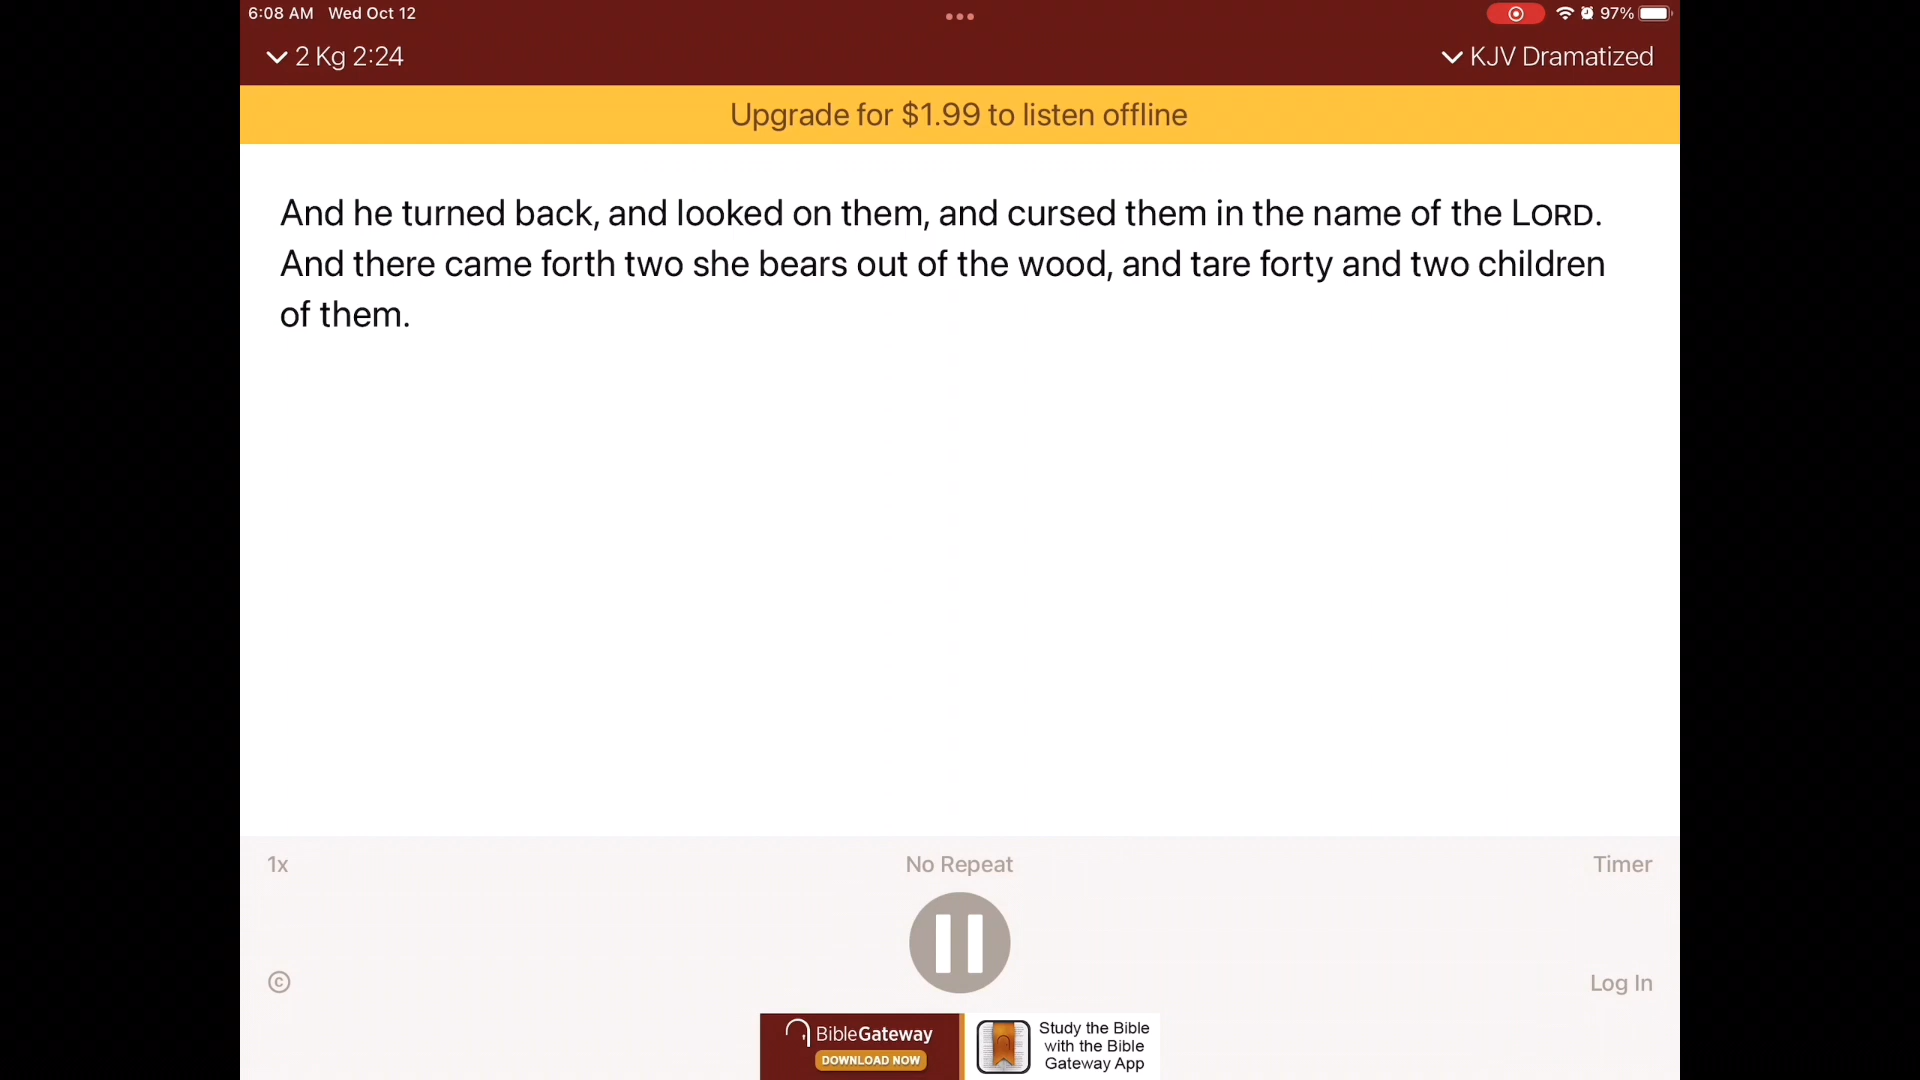 6:08 AM Wed Oct 12
97%
2 Kg 2:24
KJV Dramatized
Upgrade for $1.99 to listen offline
And he turned back, and looked on them, and cursed them in the name of the LORD.
And there came forth two she bears out of the wood, and tare forty and two children
of them.
1x
No Repeat
Timer
©
Log In
BibleGateway
DOWNLOAD NOW
Study the Bible
with the Bible
Gateway App